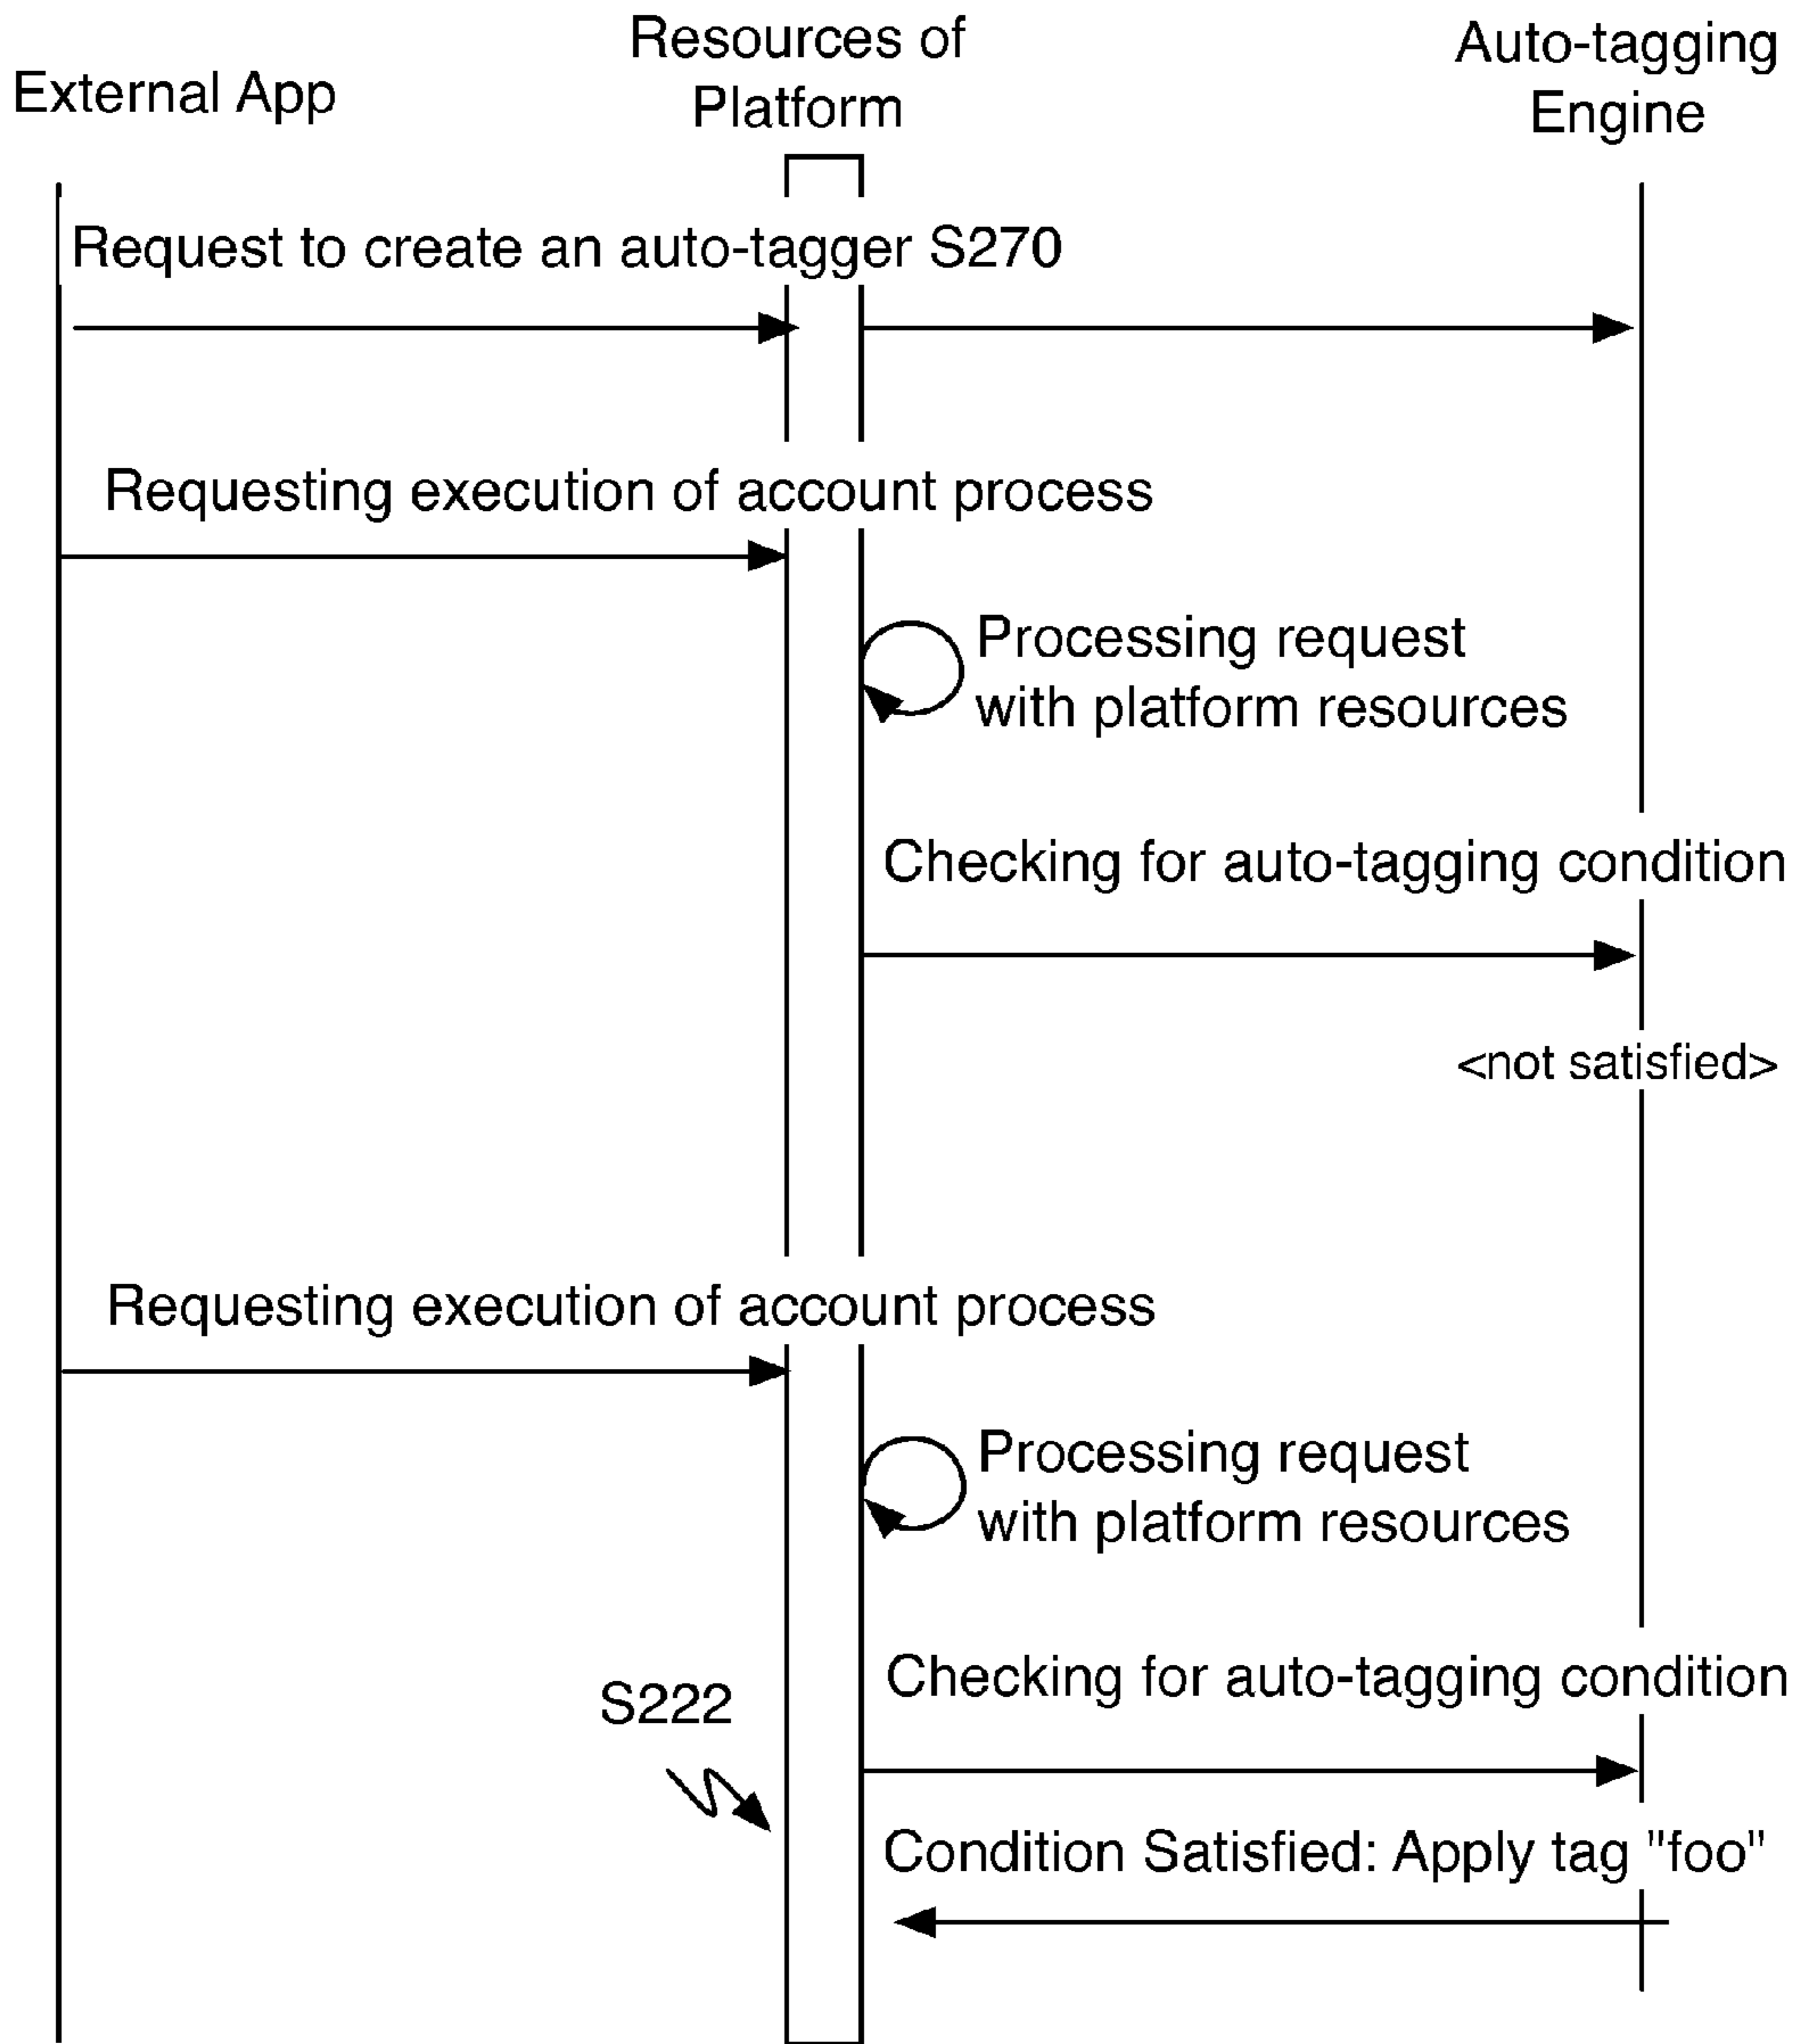 External App
Resources of
Platform
Auto-tagging
Engine
Request to create an auto-tagger S270
Requesting execution of account process
Processing request
with platform resources
Checking for auto-tagging condition
<not satisfied>
Requesting execution of account process
Processing request
with platform resources
Checking for auto-tagging condition
S222
Condition Satisfied: Apply tag "foo"